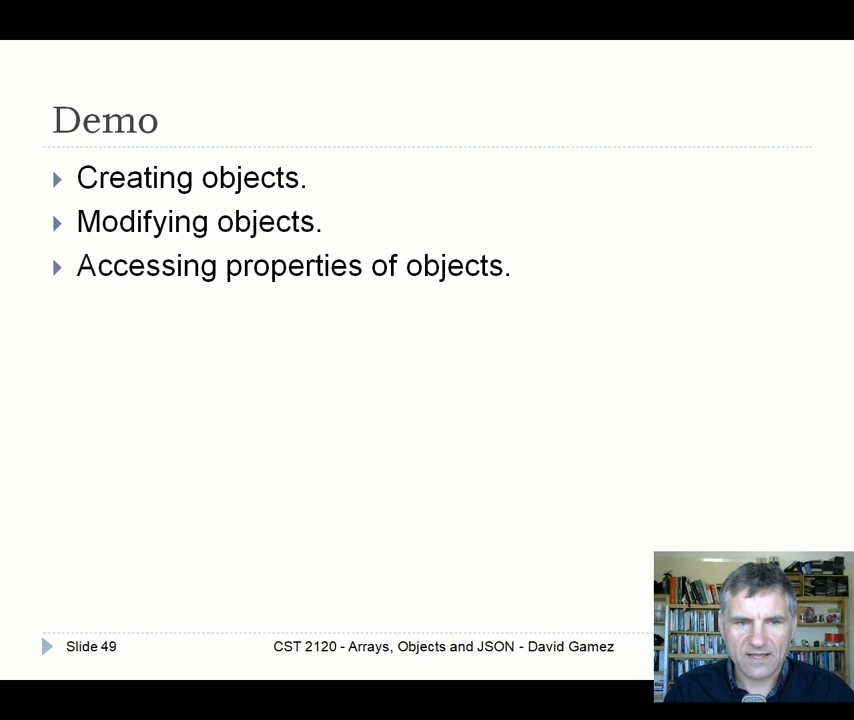 Demo
Creating objects.
Modifying objects.
Accessing properties of objects.
Slide 49
CST 2120 - Arrays, Objects and JSON - David Gamez